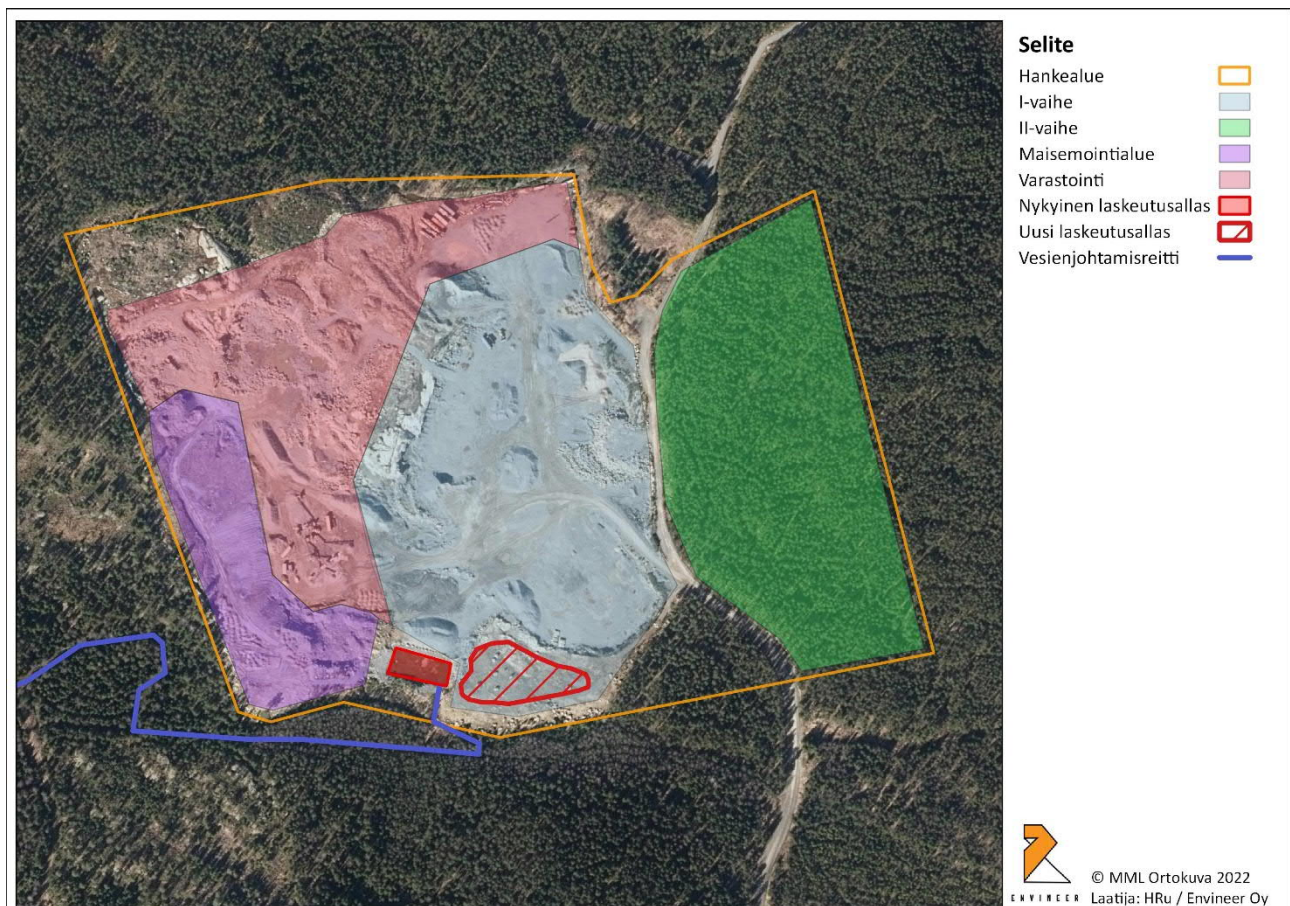 Selite
Hankealue
I-vaihe
II-vaihe
Maisemointialue
Varastointi
Nykyinen laskeutusallas
Uusi laskeutusallas
Vesienjohtamisreitti
ENVINEER
© MML Ortokuva 2022
Laatija: HRu / Envineer Oy